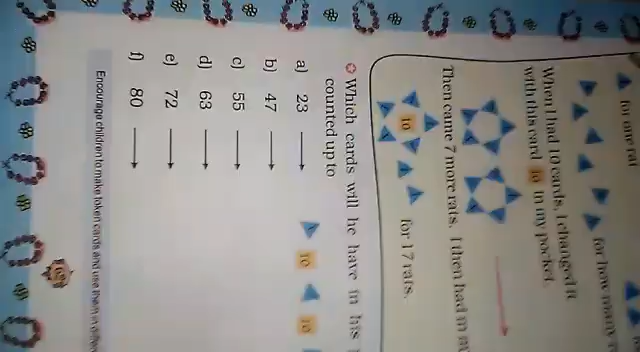 for one rat
for how many
When I had 10 cards, I changed it
with this card 10 in my pocket.
Then came 7 more rats. I then had in
10 for 17 rats.
Which cards will he have in his
counted up to
a) 23 → 10 10
b) 47 →
c) 55 →
d) 63 →
e) 72 →
f) 80 →
Encourage children to make token cards and use them in